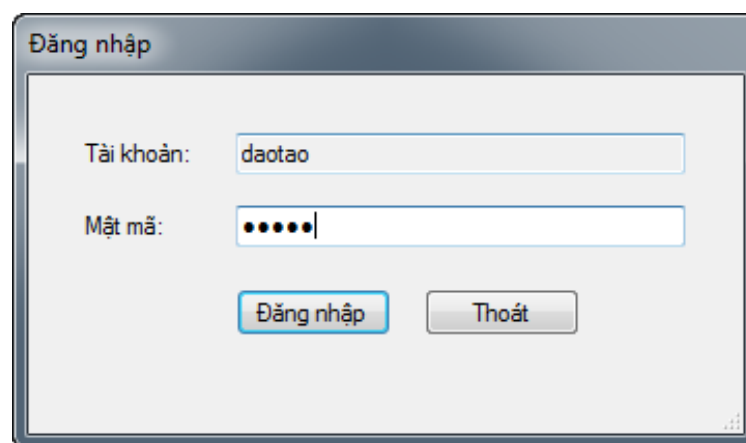 Đăng nhập
Tài khoản: daotao
Mật mã: •••••
Đăng nhập Thoát